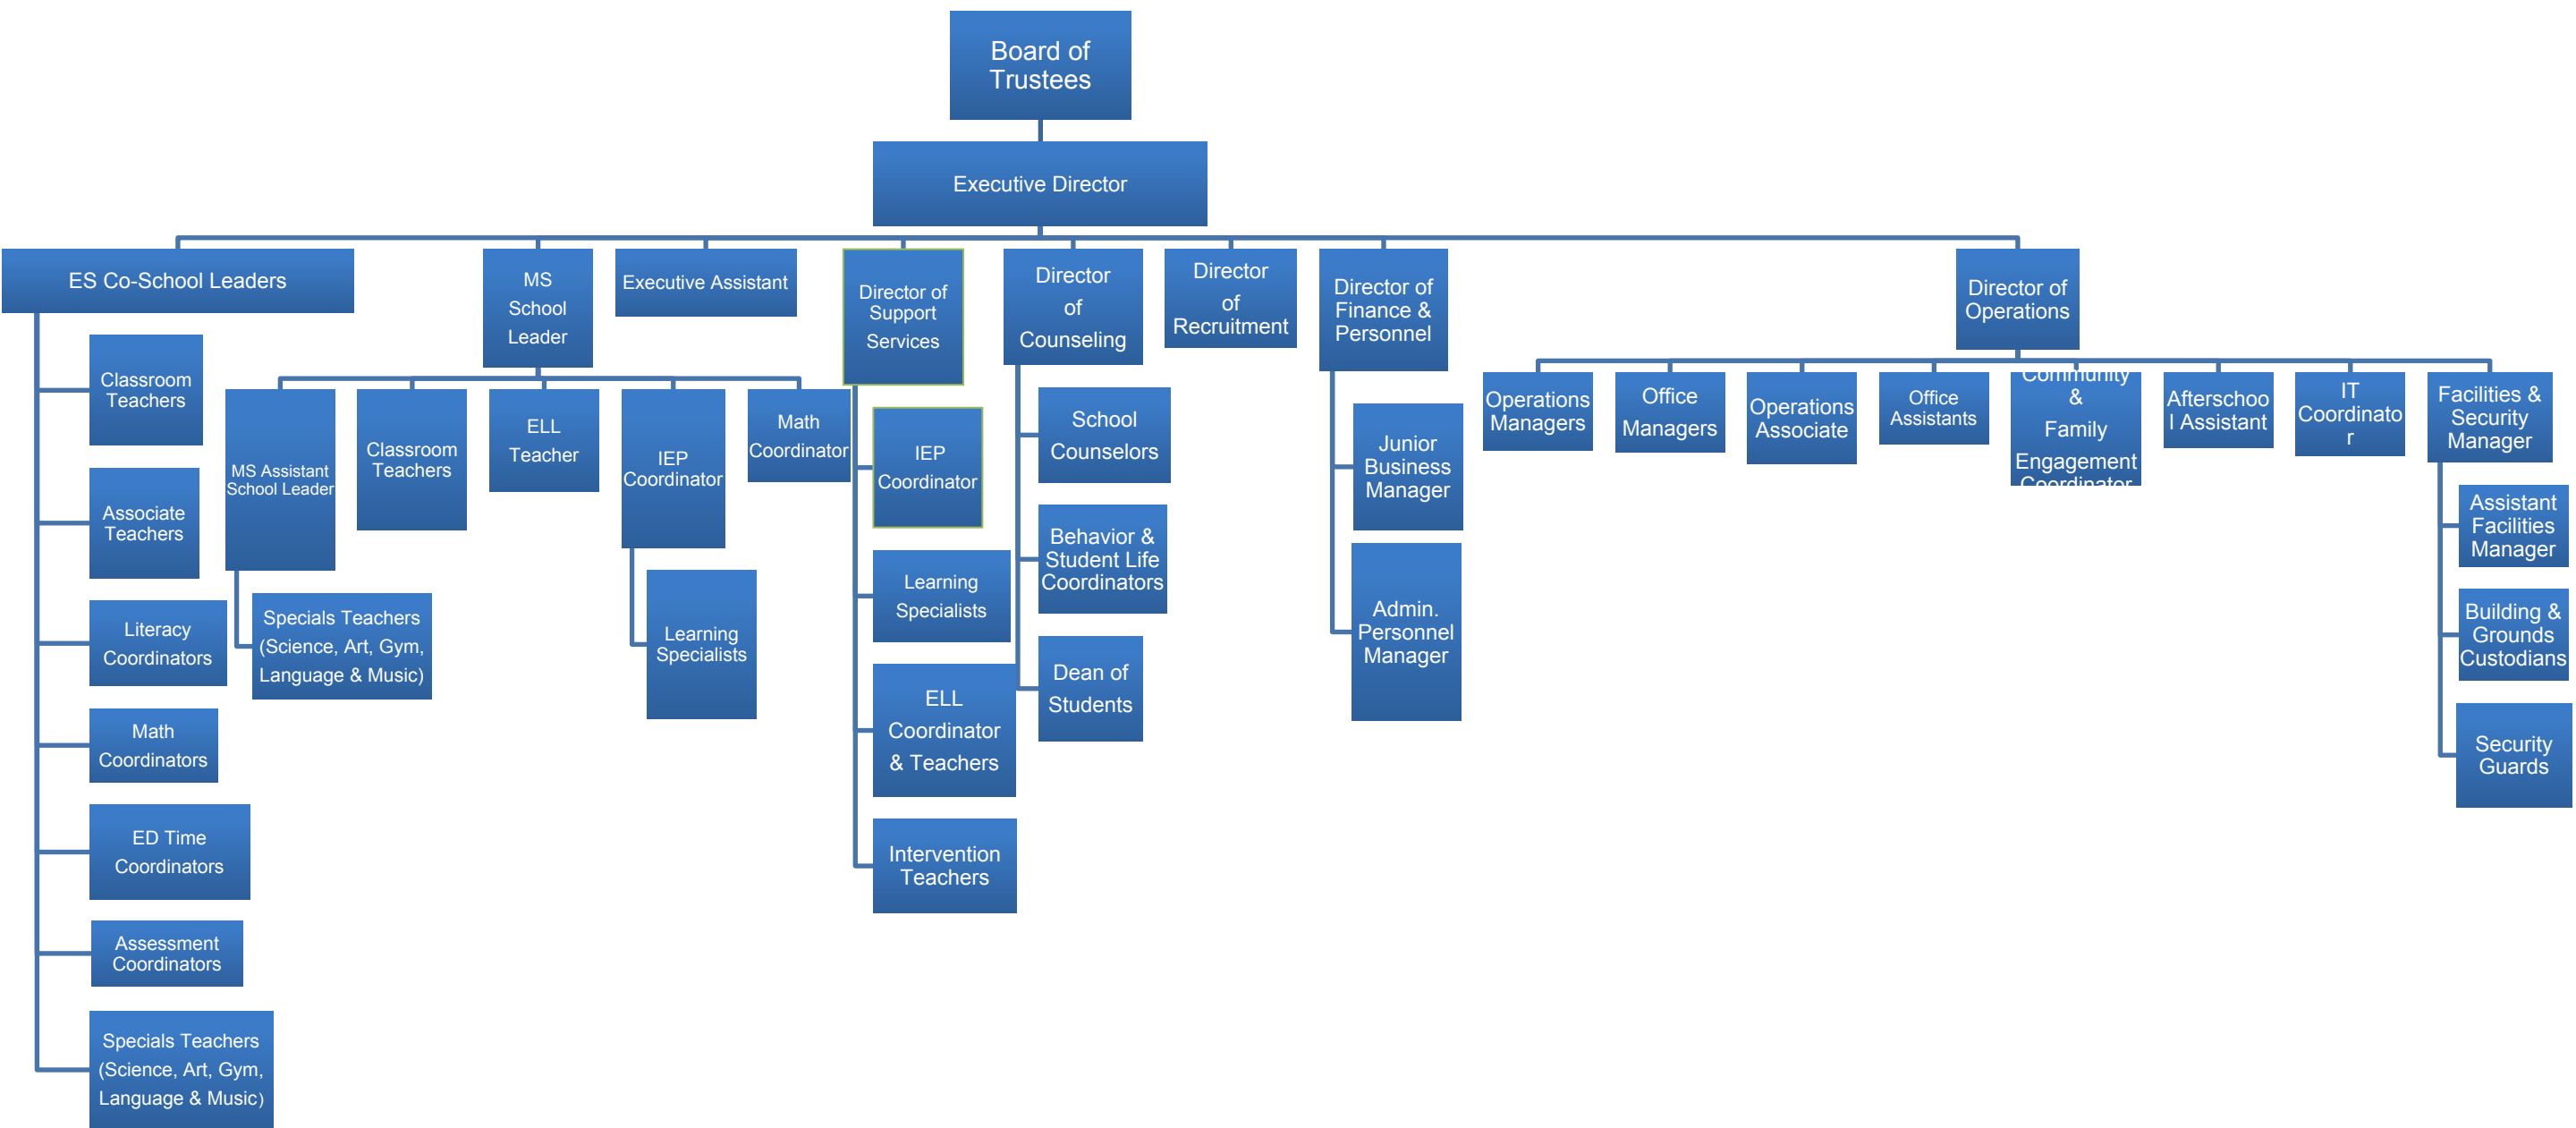 Board of
Trustees
Executive Director
ES Co-School Leaders
Classroom
Teachers
Associate
Teachers
Literacy
Coordinators
Math
Coordinators
ED Time
Coordinators
Assessment
Coordinators
Specials Teachers
(Science, Art, Gym,
Language & Music)
MS
School
Leader
MS Assistant
School Leader
Specials Teachers
(Science, Art, Gym,
Language & Music)
Classroom
Teachers
ELL
Teacher
IEP
Coordinator
Learning
Specialists
Math
Coordinator
Executive Assistant
Director of
Support
Services
IEP
Coordinator
Learning
Specialists
ELL
Coordinator
& Teachers
Intervention
Teachers
Director
of
Counseling
School
Counselors
Behavior &
Student Life
Coordinators
Dean of
Students
Director
of
Recruitment
Director of
Finance &
Personnel
Junior
Business
Manager
Admin.
Personnel
Manager
Director of
Operations
Operations
Managers
Office
Managers
Operations
Associate
Office
Assistants
Community
&
Family
Engagement
Coordinator
Afterschoo
l Assistant
IT
Coordinato
r
Facilities &
Security
Manager
Assistant
Facilities
Manager
Building &
Grounds
Custodians
Security
Guards